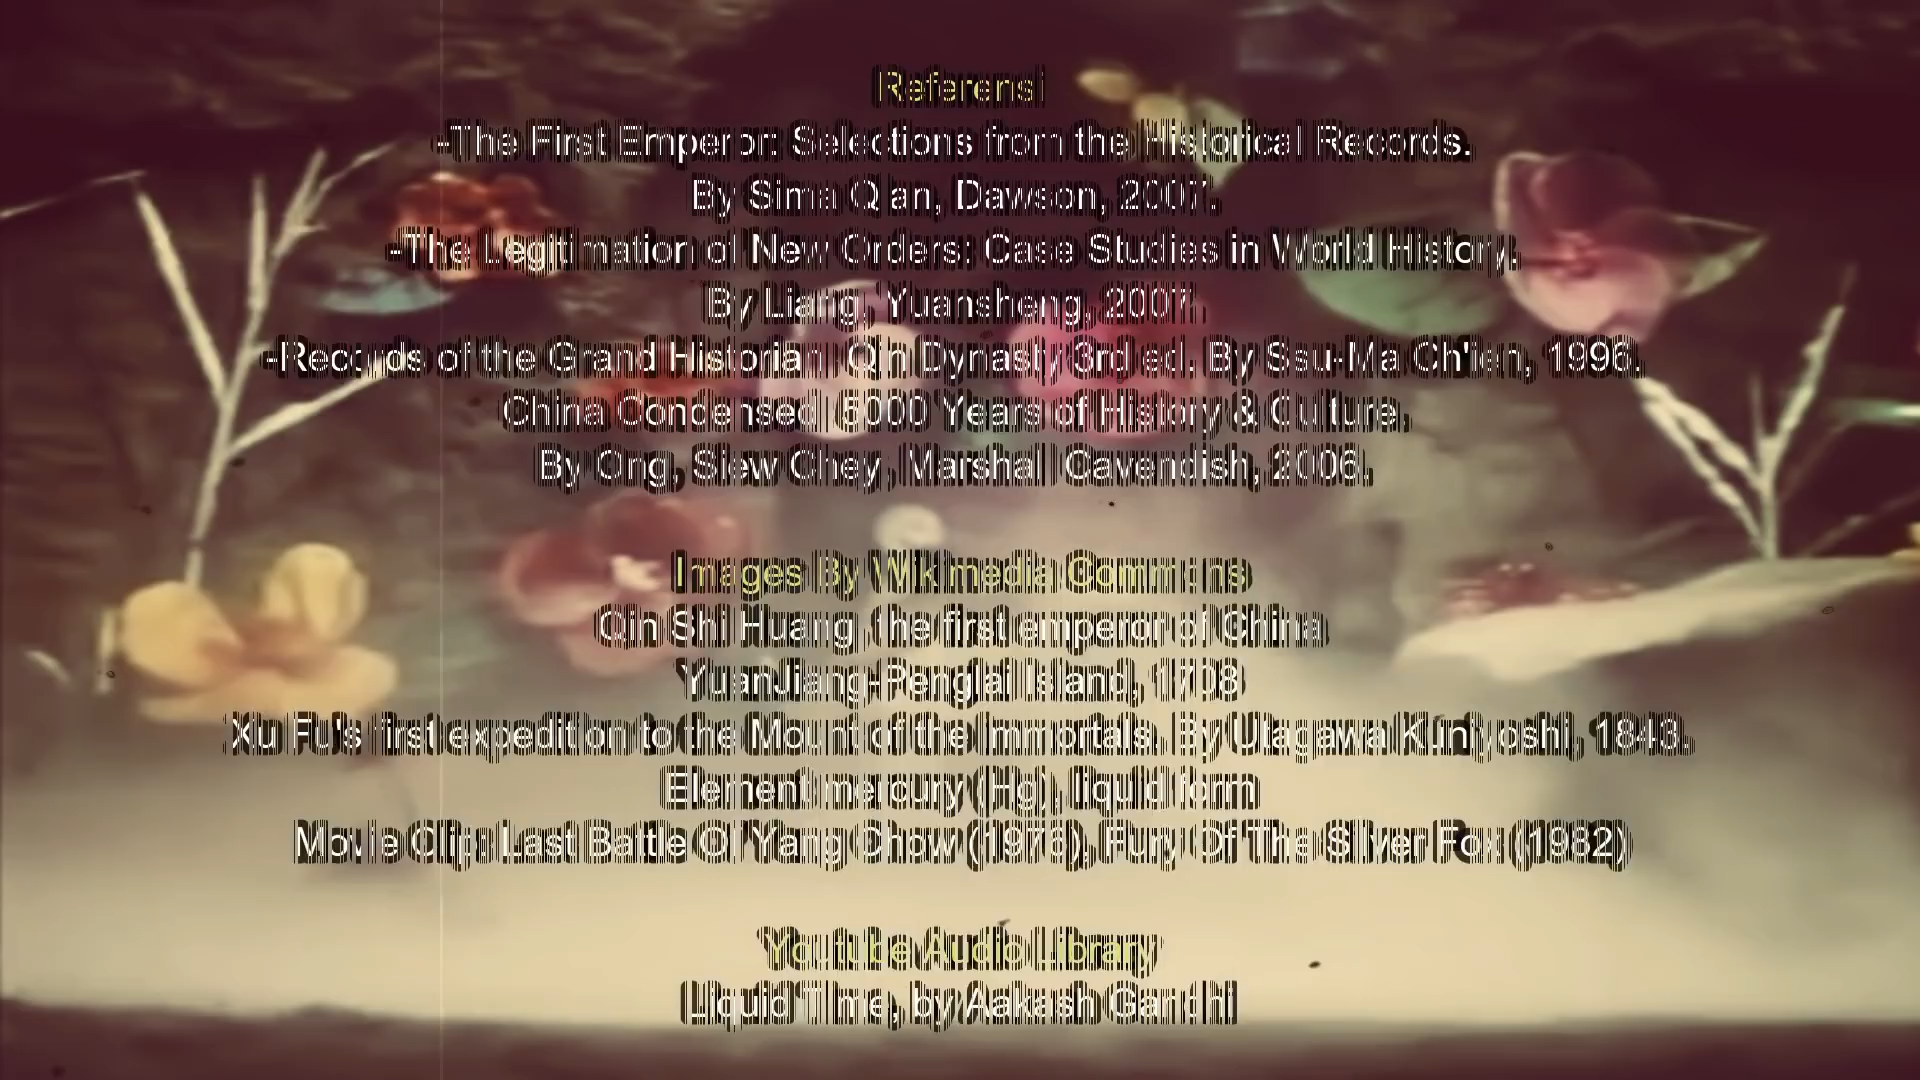 Referensi
-The First Emperor: Selections from the Historical Records.
By Sima Qian, Dawson, 2007.
-The Legitimation of New Orders: Case Studies in World History.
By Liang, Yuansheng, 2007.
-Records of the Grand Historian, Qin Dynasty 3rd ed. By Ssu-Ma Ch'ien, 1996.
China Condensed, 5000 Years of History & Culture.
By Ong, Siew Chey, Marshall Cavendish, 2006.
Images By Wikimedia Commons
Qin Shi Huang, the first emperor of China
YuanJiang-Penglai Island, 1708
Xu Fu's first expedition to the Mount of the Immortals. By Utagawa Kuniyoshi, 1843.
Element mercury (Hg), liquid form
Movie Clip: Last Battle Of Yang Chow (1976), Fury Of The Silver Fox (1982)
Youtube Audio Library
Liquid Time, by Aakash Gandhi